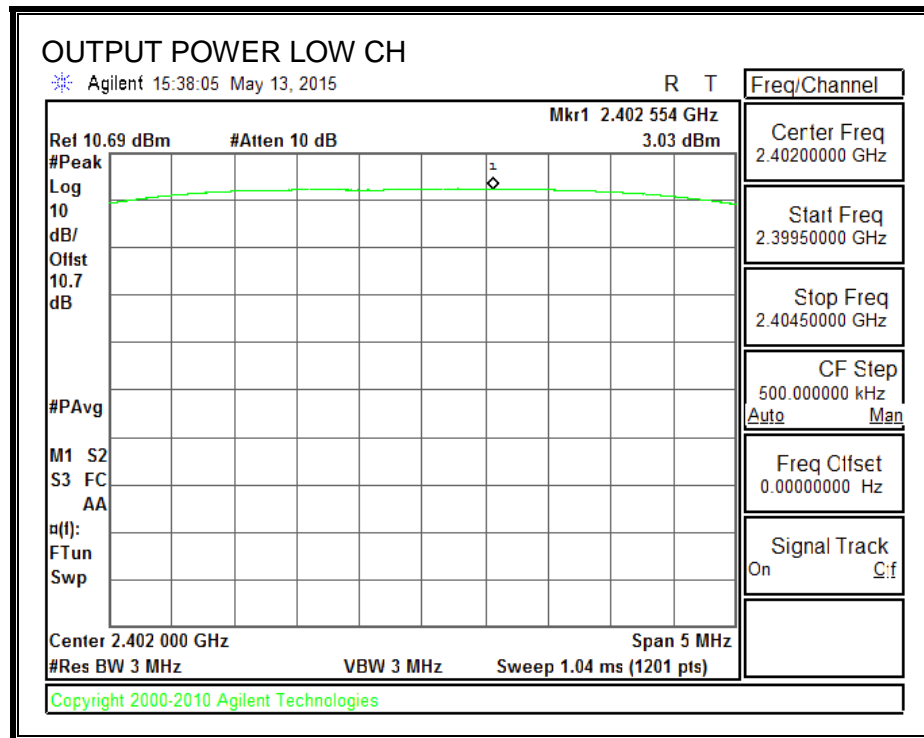 OUTPUT POWER LOW CH
Agilent 15:38:05 May 13, 2015 R T
Mkr1 2.402 554 GHz
Ref 10.69 dBm #Atten 10 dB 3.03 dBm
#Peak
Log
10
dB/
Offst
10.7
dB
1
#PAvg
M1 S2
S3 FC
AA
¤(f):
FTun
Swp
Center 2.402 000 GHz Span 5 MHz
#Res BW 3 MHz VBW 3 MHz Sweep 1.04 ms (1201 pts)
Copyright 2000-2010 Agilent Technologies
Freq/Channel
Center Freq
2.40200000 GHz
Start Freq
2.39950000 GHz
Stop Freq
2.40450000 GHz
CF Step
500.000000 kHz
Auto Man
Freq Offset
0.00000000 Hz
Signal Track
On Off